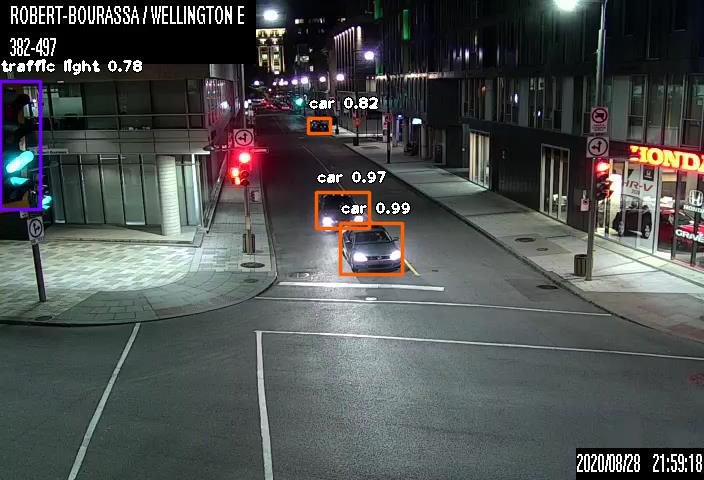 ROBERT-BOURASSA / WELLINGTON E
382-497
traffic light 0.78
car 0.82
car 0.97
car 0.99
HONDA
HR-V
HONDA
2020/08/28 21:59:18